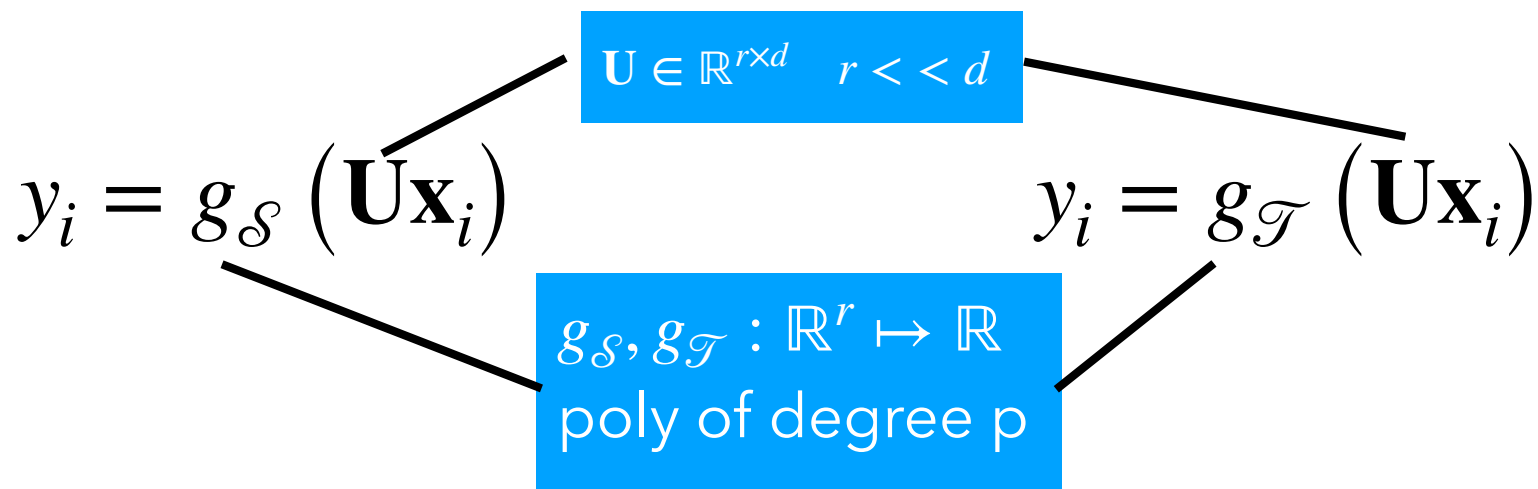 𝐔 ∈ ℝ^{r×d} r < < d
y_i = g_𝒮 (𝐔𝐱_i)
y_i = g_𝒯 (𝐔𝐱_i)
g_𝒮, g_𝒯 : ℝ^r ↦ ℝ
poly of degree p